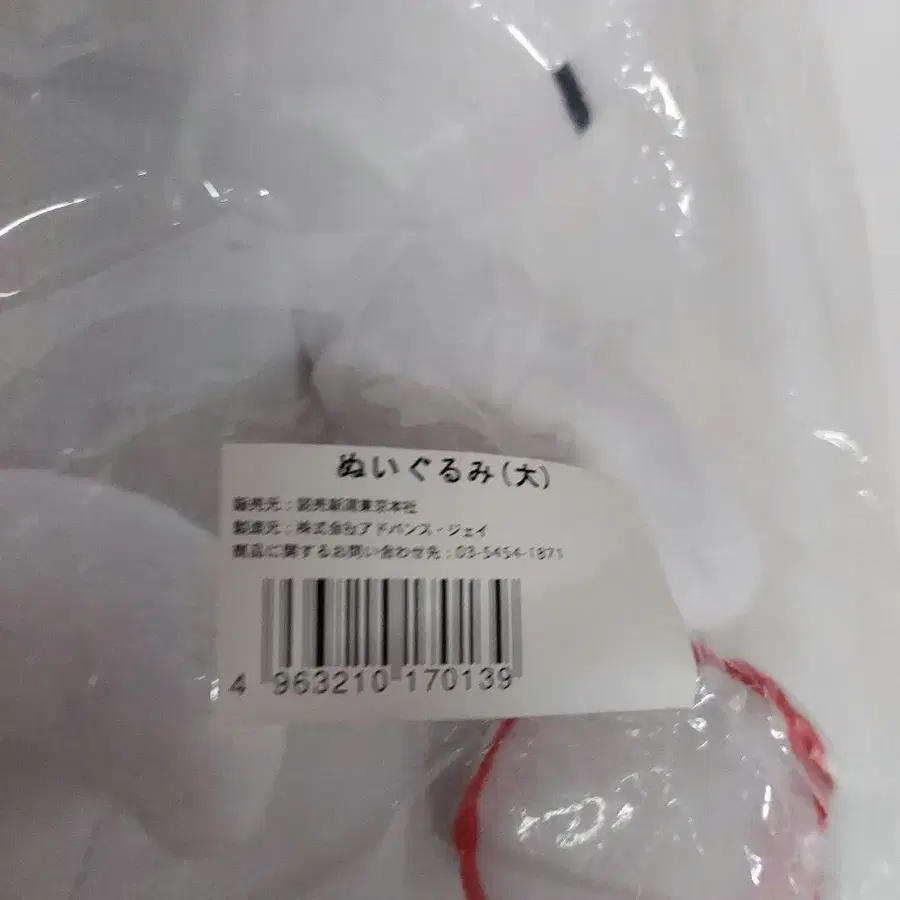 ぬいぐるみ(大)
販売元:読売新聞東京本社
製造元:株式会社アドバンス・ジェイ
商品に関するお問い合わせ先:03-5454-1871
4 963210 170139